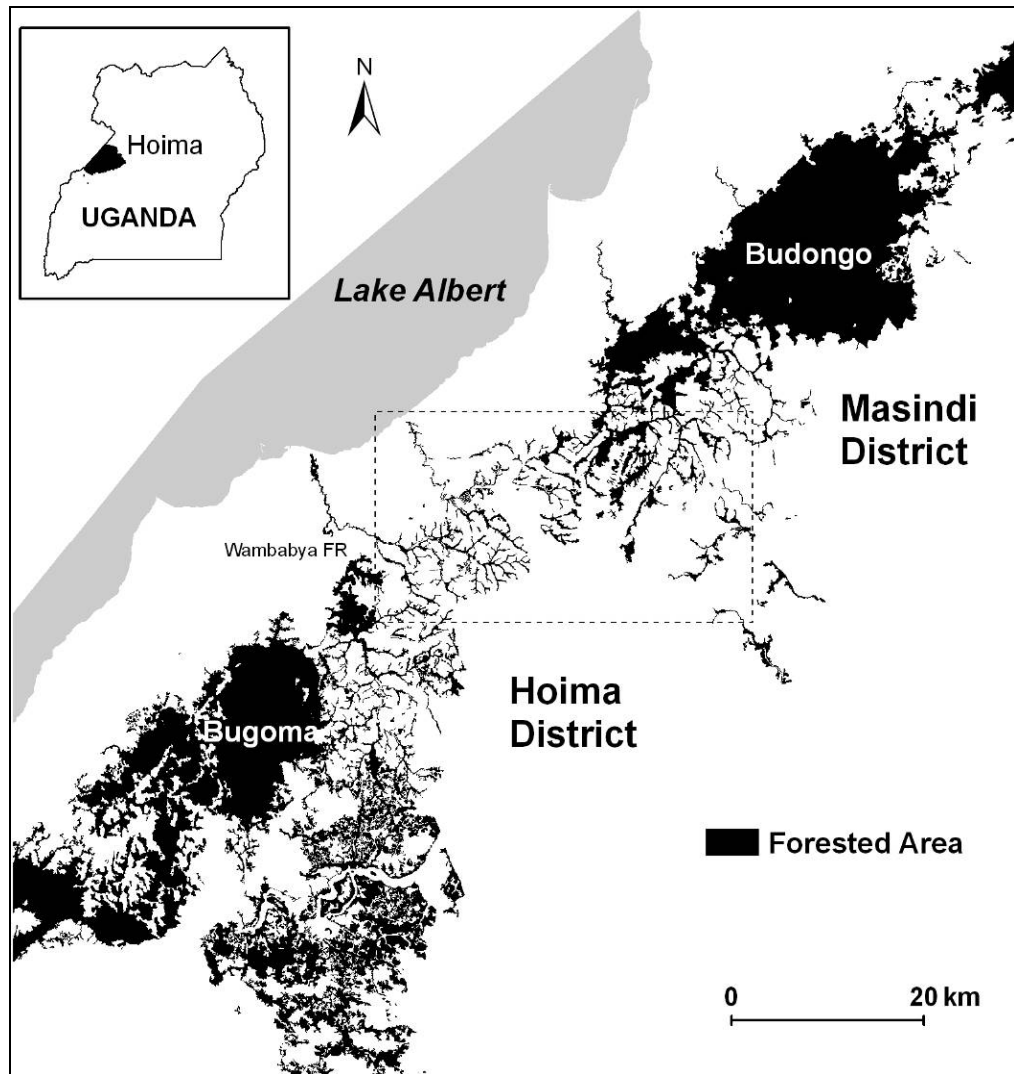 N
Hoima
UGANDA
Lake Albert
Budongo
Masindi
District
Wambabya FR
Hoima
District
Bugoma
Forested Area
0 20 km